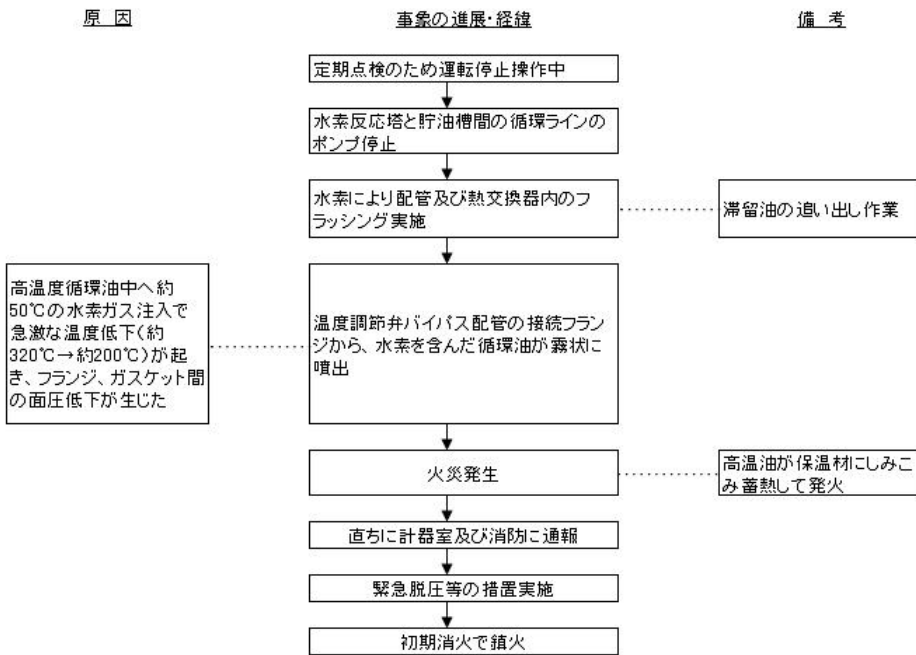 原 因
事象の進展・経緯
備 考
定期点検のため運転停止操作中
水素反応塔と貯油槽間の循環ラインの
ポンプ停止
水素により配管及び熱交換器内のフ
ラッシング実施
滞留油の追い出し作業
高温度循環油中へ約
50℃の水素ガス注入で
急激な温度低下(約
320℃→約200℃)が起
き、フランジ、ガスケット間
の面圧低下が生じた
温度調節弁バイパス配管の接続フラン
ジから、水素を含んだ循環油が霧状に
噴出
火災発生
高温油が保温材にしみこ
み蓄熱して発火
直ちに計器室及び消防に通報
緊急脱圧等の措置実施
初期消火で鎮火